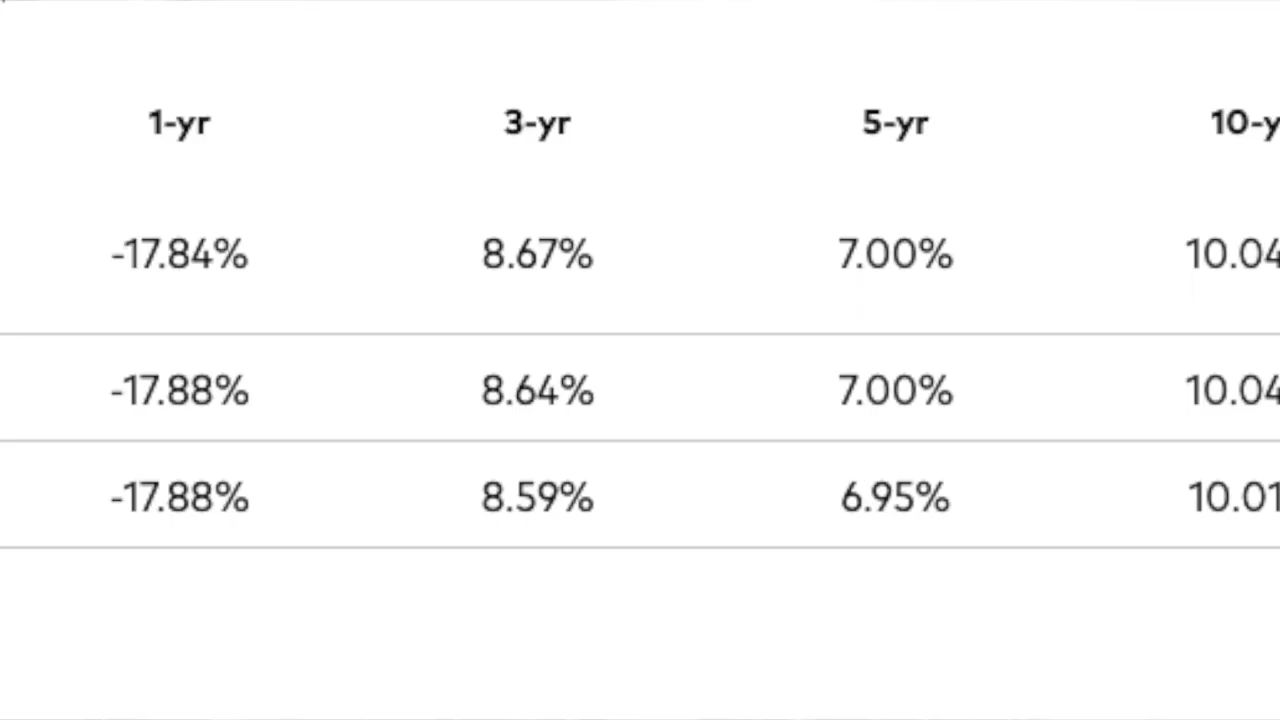 1-yr 3-yr 5-yr 10-y
-17.84% 8.67% 7.00% 10.04
-17.88% 8.64% 7.00% 10.04
-17.88% 8.59% 6.95% 10.01